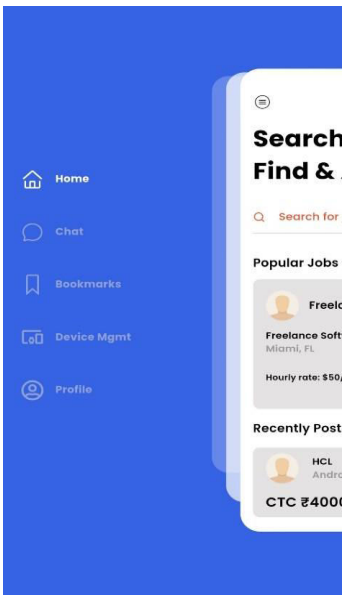 Home
Chat
Bookmarks
Device Mgmt
Profile
Search
Find &
Search for
Popular Jobs
Freela
Freelance Soft
Miami, FL
Hourly rate: $50/
Recently Post
HCL
Andro
CTC ₹4000